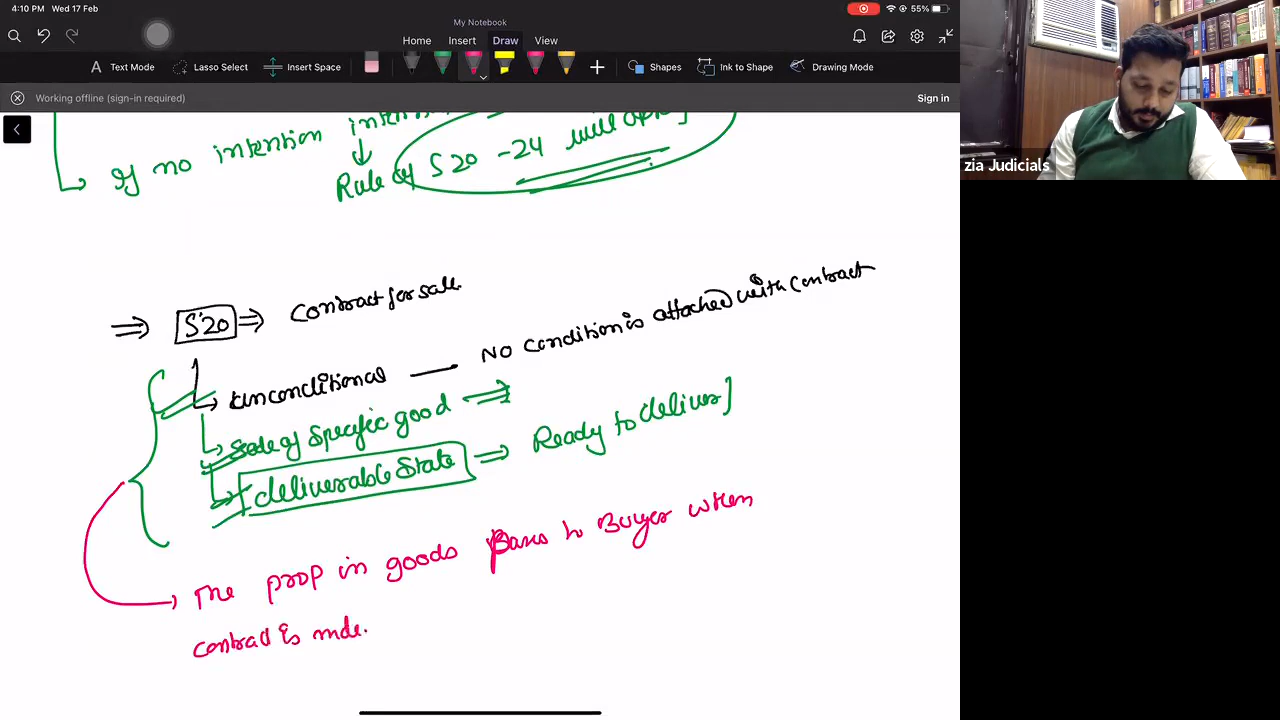 4:10 PM Wed 17 Feb
55%
My Notebook
Home Insert Draw View
Text Mode Lasso Select Insert Space Shapes Ink to Shape Drawing Mode
Working offline (sign-in required) Sign in
zia Judicials
If no intention
Rule of S20 - 24 will
⇒ S'20 ⇒ Contract for sale
→ Unconditional — No condition is attached with contract
→ Sale of Specific good ⇒
→ deliverable State ⇒ Ready to deliver
→ The prop in goods Pass to Buyer when
contract is mde.